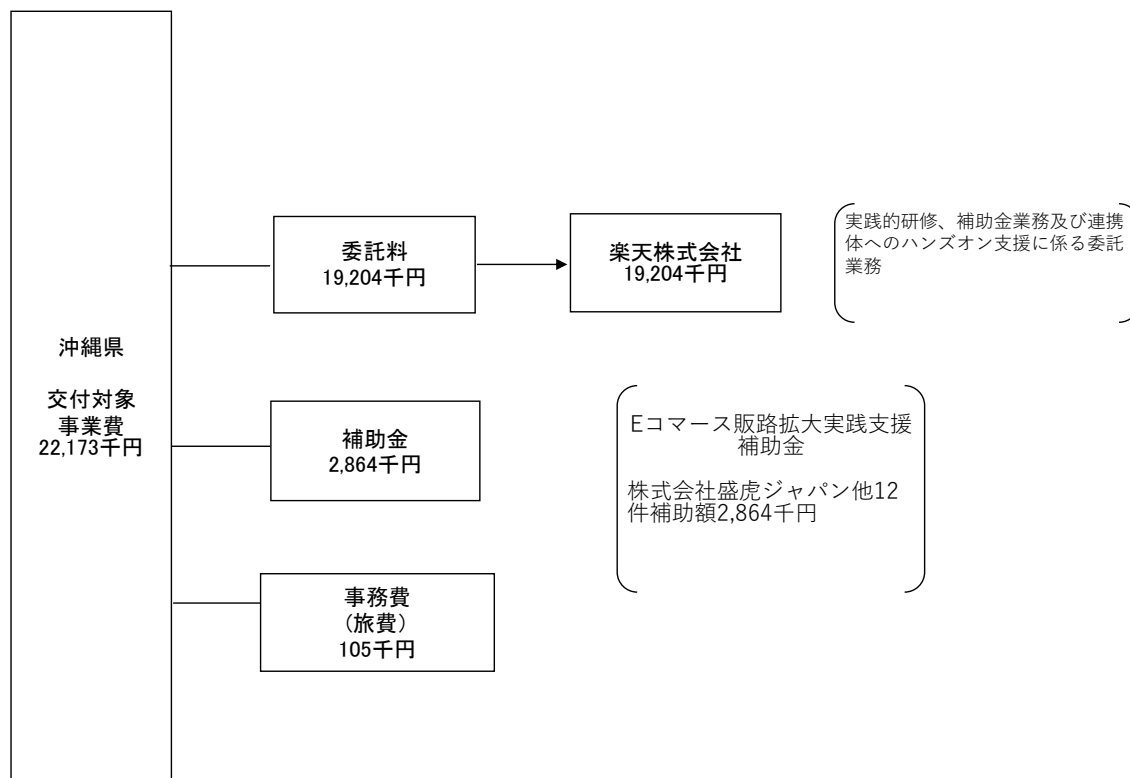 沖縄県
交付対象
事業費
22,173千円
委託料
19,204千円
楽天株式会社
19,204千円
実践的研修、補助金業務及び連携
体へのハンズオン支援に係る委託
業務
補助金
2,864千円
Eコマース販路拡大実践支援
補助金
株式会社盛虎ジャパン他12
件補助額2,864千円
事務費
(旅費)
105千円